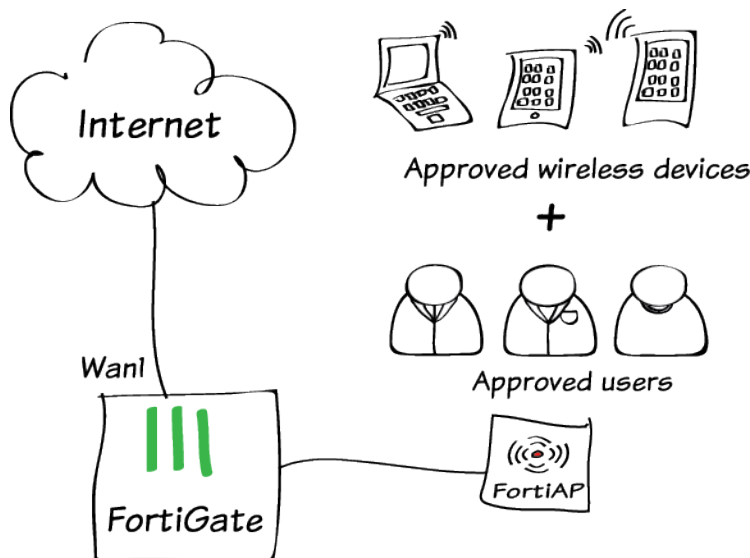 Internet
Approved wireless devices
+
Approved users
Wan1
FortiGate
FortiAP